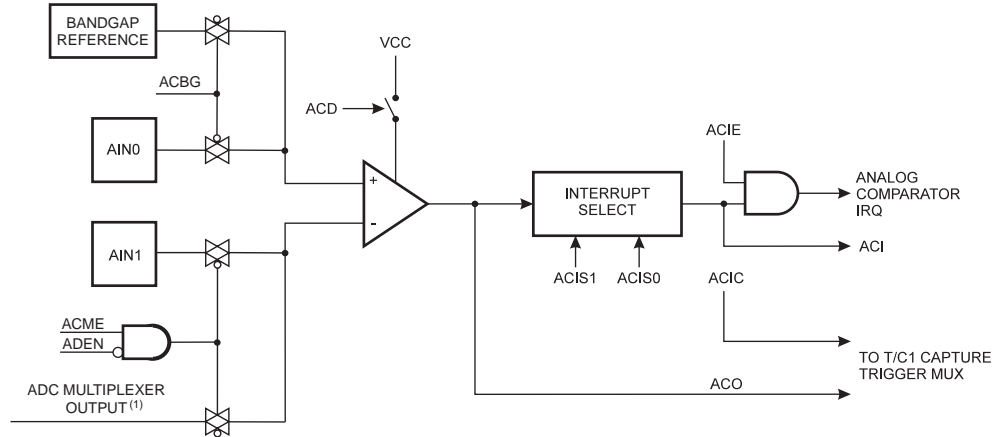 BANDGAP
REFERENCE
ACBG
AIN0
AIN1
ACME
ADEN
ADC MULTIPLEXER
OUTPUT (1)
VCC
ACD
+
-
INTERRUPT
SELECT
ACIS1
ACIS0
ACIE
ANALOG
COMPARATOR
IRQ
ACI
ACIC
TO T/C1 CAPTURE
TRIGGER MUX
ACO